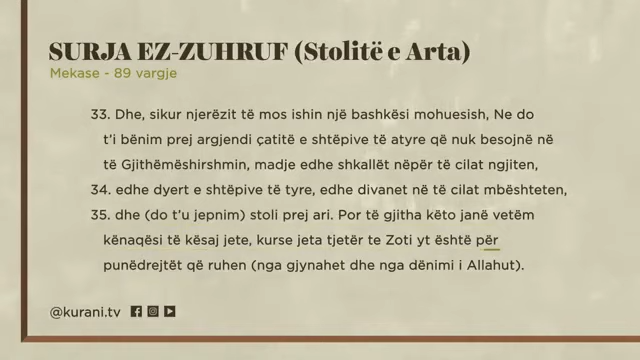 SURJA EZ-ZUHRUF (Stolitë e Arta)
Mekase - 89 vargje
33. Dhe, sikur njerëzit të mos ishin një bashkësi mohuesish, Ne do
t'i bënim prej argjendi çatitë e shtëpive të atyre që nuk besojnë në
të Gjithëmëshirshmin, madje edhe shkallët nëpër të cilat ngjiten,
34. edhe dyert e shtëpive të tyre, edhe divanet në të cilat mbështeten,
35. dhe (do t'u jepnim) stoli prej ari. Por të gjitha këto janë vetëm
kënaqësi të kësaj jete, kurse jeta tjetër te Zoti yt është për
punëdrejtët që ruhen (nga gjynahet dhe nga dënimi i Allahut).
@kurani.tv